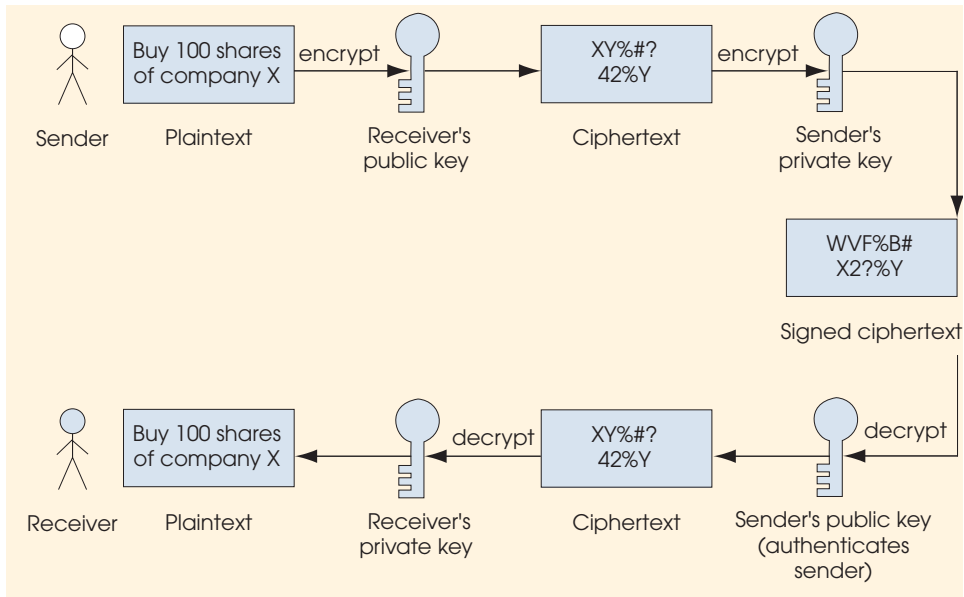 Buy 100 shares
of company X
encrypt
XY%#?
42%Y
encrypt
Sender
Plaintext
Receiver's
public key
Ciphertext
Sender's
private key
WVF%B#
X2?%Y
Signed ciphertext
Buy 100 shares
of company X
decrypt
XY%#?
42%Y
decrypt
Receiver
Plaintext
Receiver's
private key
Ciphertext
Sender's public key
(authenticates
sender)